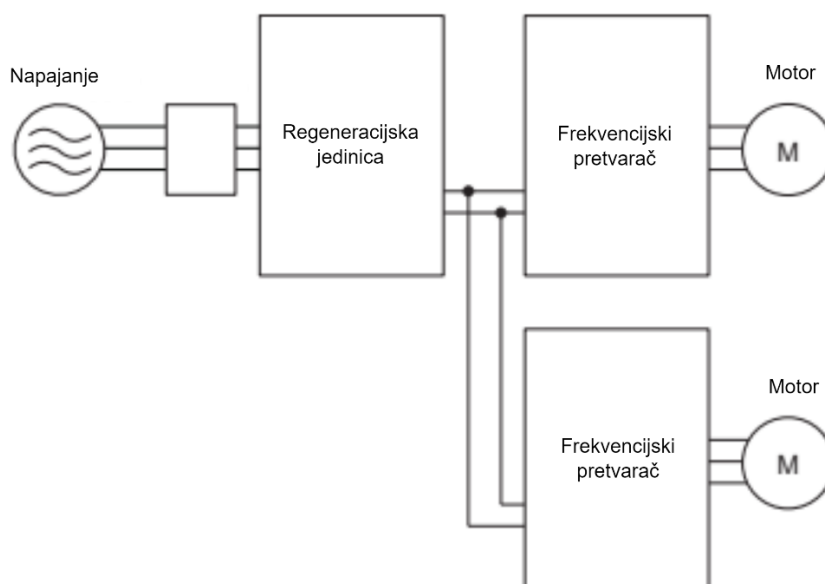 Napajanje
Regeneracijska
jedinica
Frekvencijski
pretvarač
Motor
M
Frekvencijski
pretvarač
Motor
M